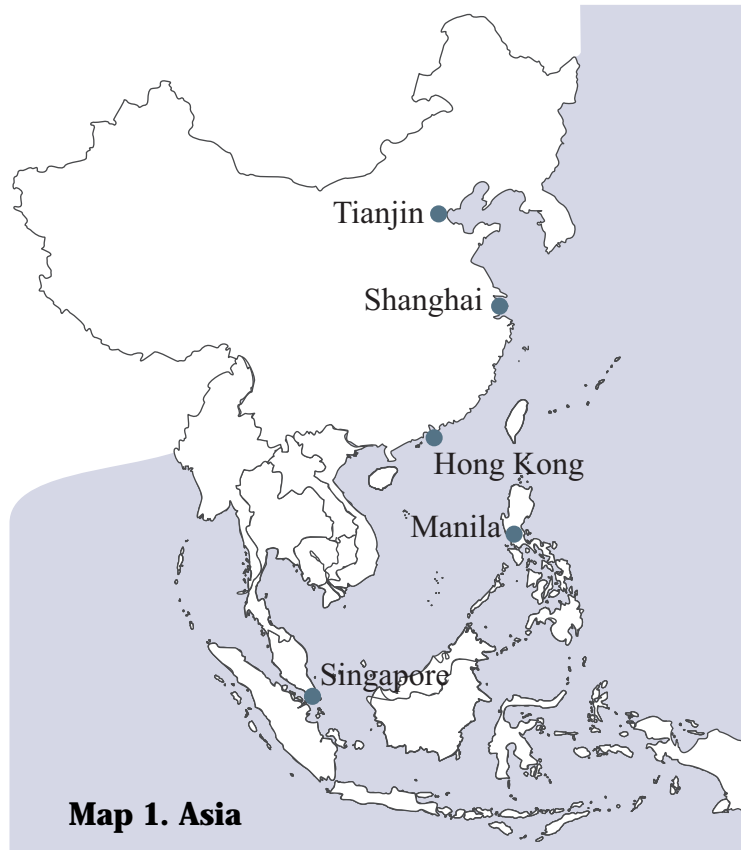 Tianjin
Shanghai
Hong Kong
Manila
Singapore
Map 1. Asia